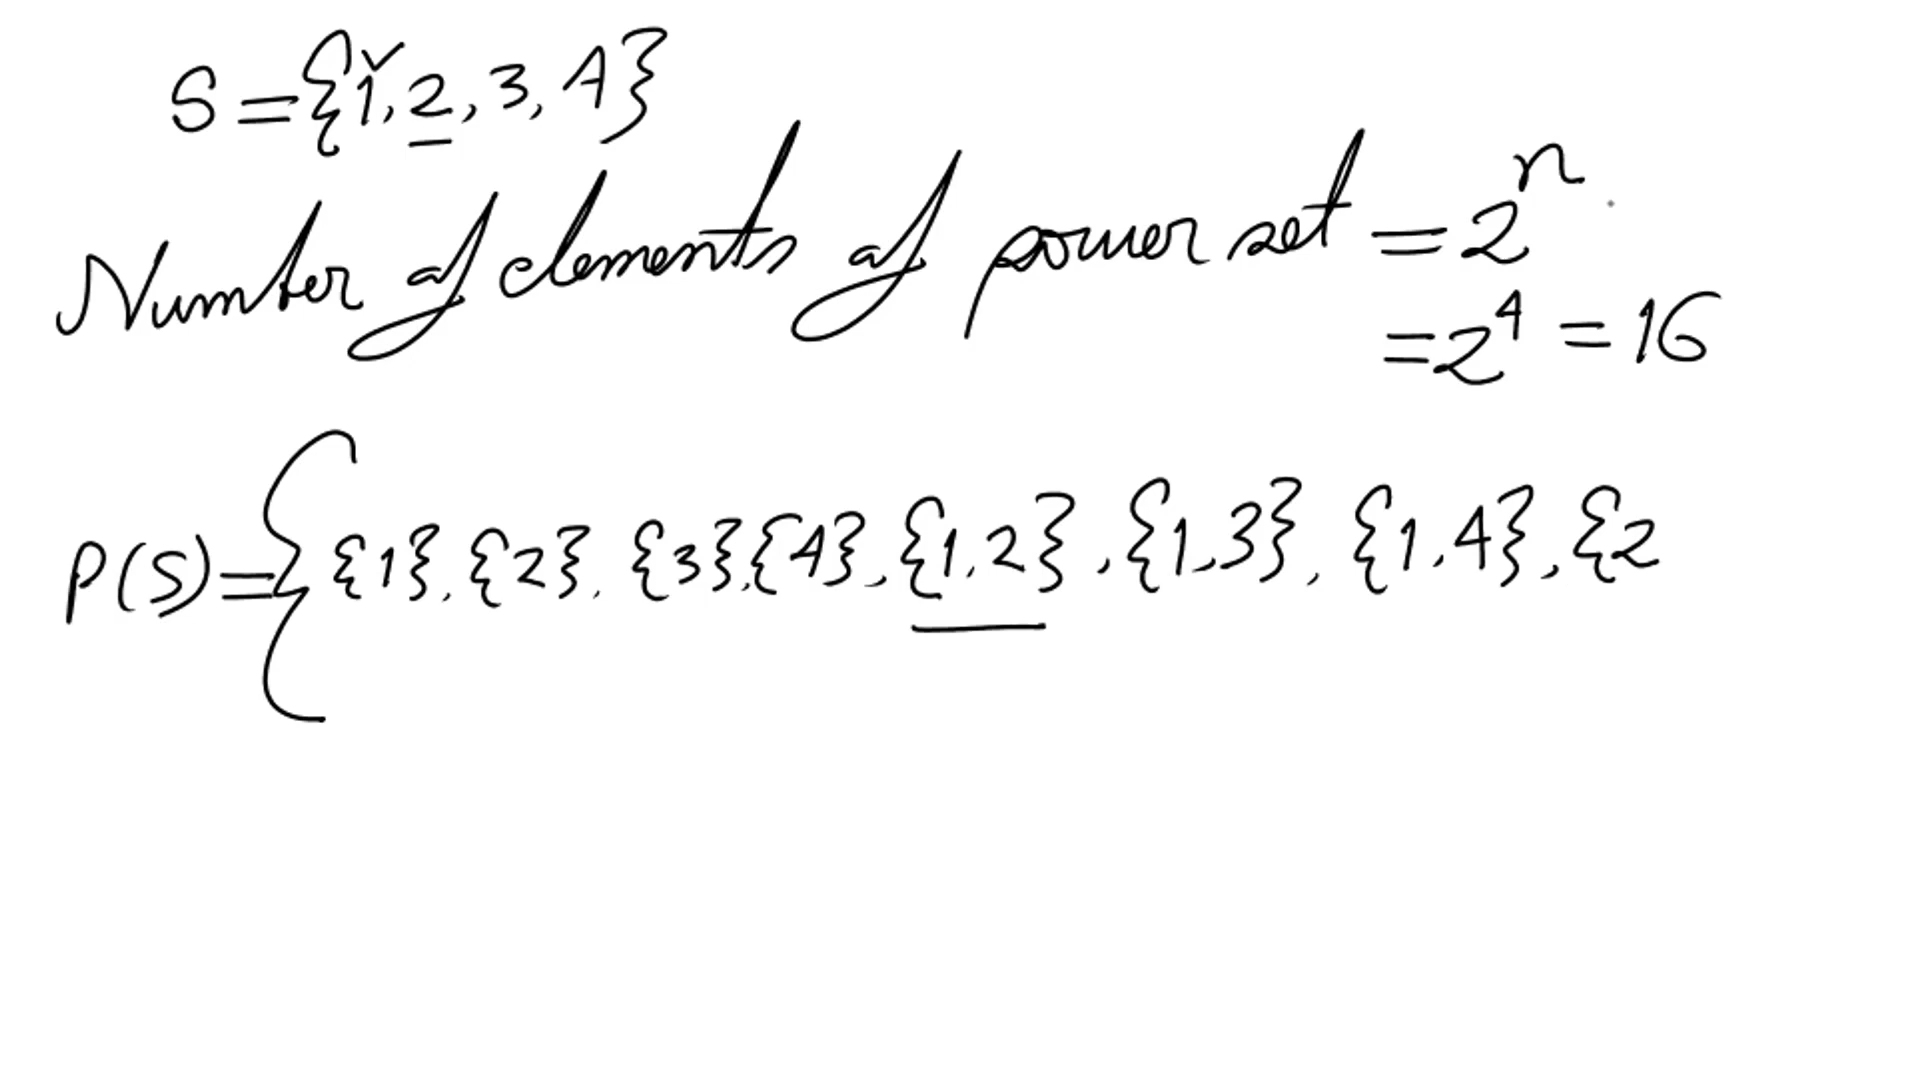 S = {1, 2, 3, 4}
Number of elements of power set = 2^n
= 2^4 = 16
P(S) = { {1}, {2}, {3}, {4}, {1,2}, {1,3}, {1,4}, {2